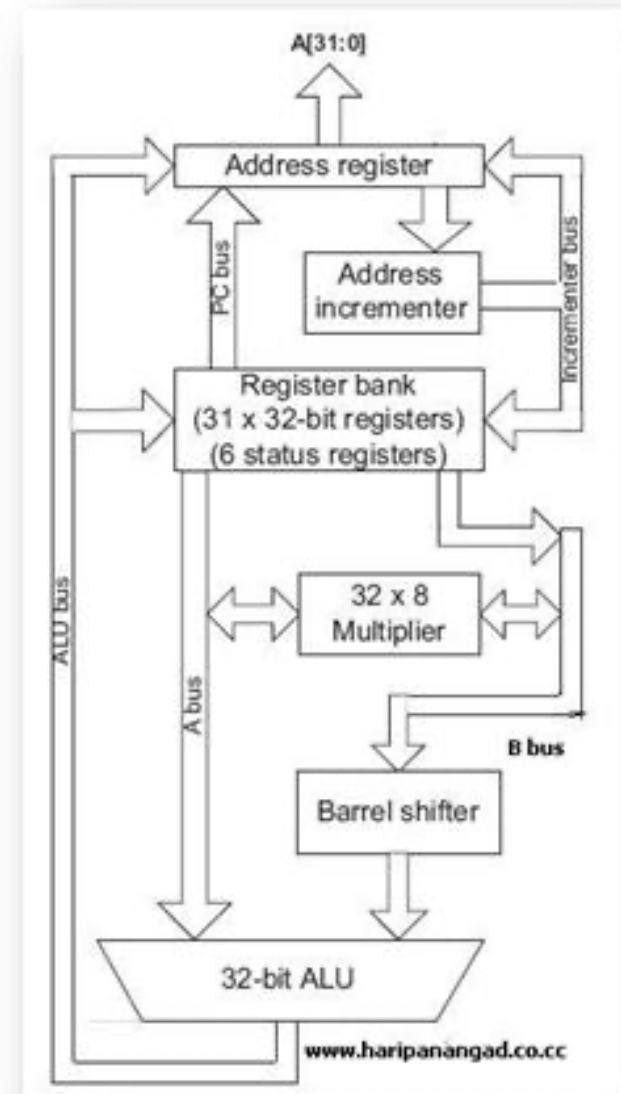 A[31:0]
Address register
PC bus
Address
incrementer
Incrementer bus
Register bank
(31 x 32-bit registers)
(6 status registers)
ALU bus
A bus
32 x 8
Multiplier
B bus
Barrel shifter
32-bit ALU
www.haripanangad.co.cc